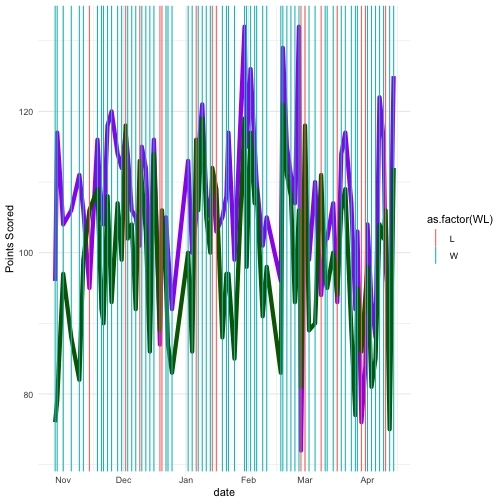 120
100
80
Points Scored
Nov Dec Jan Feb Mar Apr
date
as.factor(WL)
L
W